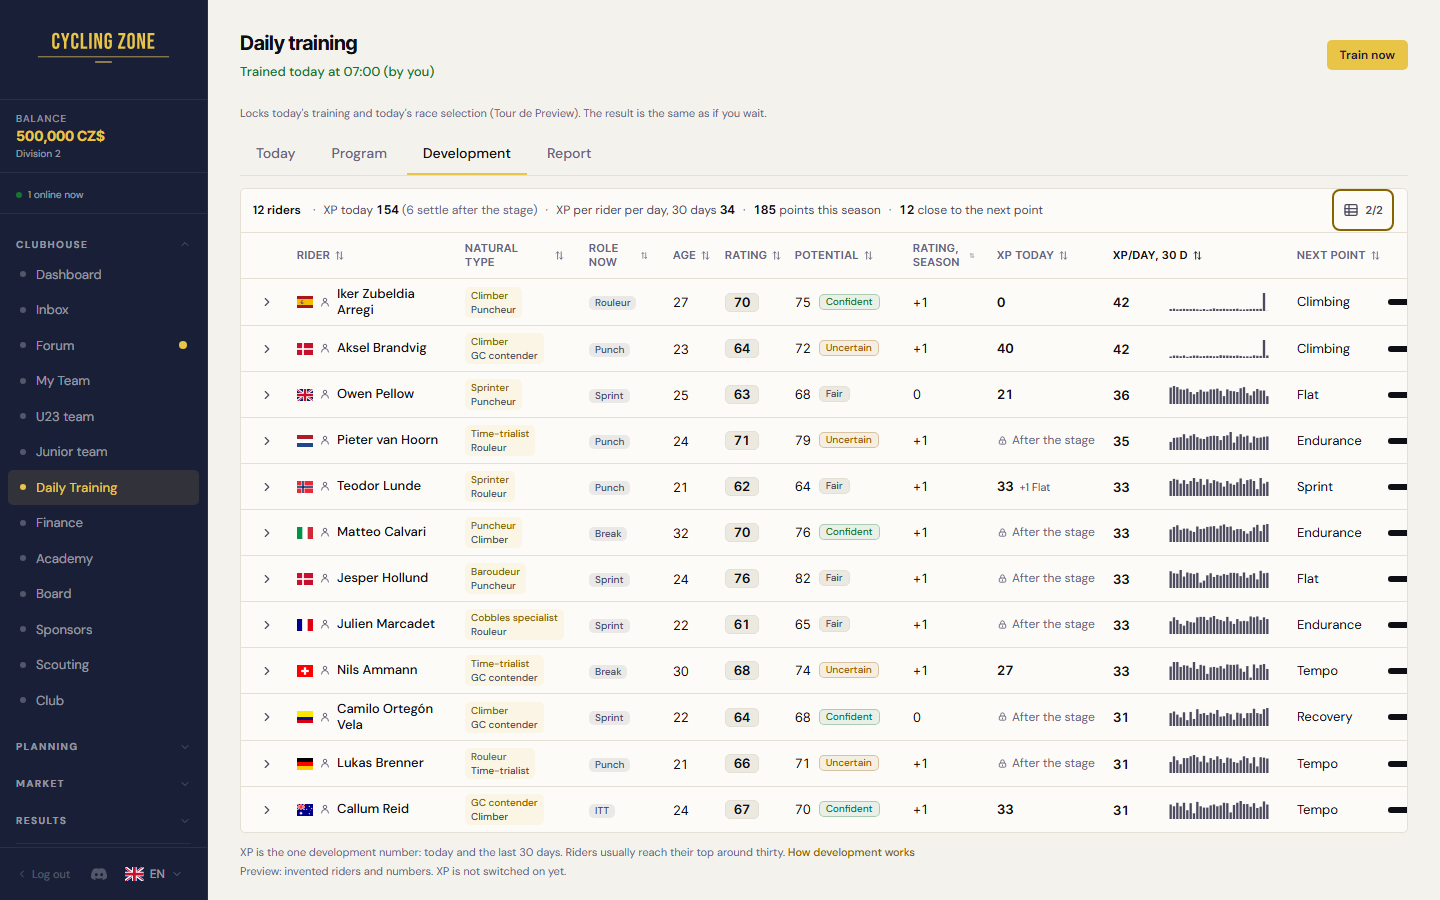 CYCLING ZONE
BALANCE
500,000 CZ$
Division 2
1 online now
CLUBHOUSE
Dashboard
Inbox
Forum
My Team
U23 team
Junior team
Daily Training
Finance
Academy
Board
Sponsors
Scouting
Club
PLANNING
MARKET
RESULTS
Log out EN
Daily training
Trained today at 07:00 (by you)
Train now
Locks today's training and today's race selection (Tour de Preview). The result is the same as if you wait.
Today Program Development Report
12 riders · XP today 154 (6 settle after the stage) · XP per rider per day, 30 days 34 · 185 points this season · 12 close to the next point
2/2
RIDER NATURAL TYPE ROLE NOW AGE RATING POTENTIAL RATING, SEASON XP TODAY XP/DAY, 30 D NEXT POINT
Iker Zubeldia Arregi Climber Puncheur Rouleur 27 70 75 Confident +1 0 42 Climbing
Aksel Brandvig Climber GC contender Punch 23 64 72 Uncertain +1 40 42 Climbing
Owen Pellow Sprinter Puncheur Sprint 25 63 68 Fair 0 21 36 Flat
Pieter van Hoorn Time-trialist Rouleur Punch 24 71 79 Uncertain +1 After the stage 35 Endurance
Teodor Lunde Sprinter Rouleur Punch 21 62 64 Fair +1 33 +1 Flat 33 Sprint
Matteo Calvari Puncheur Climber Break 32 70 76 Confident +1 After the stage 33 Endurance
Jesper Hollund Baroudeur Puncheur Sprint 24 76 82 Fair +1 After the stage 33 Flat
Julien Marcadet Cobbles specialist Rouleur Sprint 22 61 65 Fair +1 After the stage 33 Endurance
Nils Ammann Time-trialist GC contender Break 30 68 74 Uncertain +1 27 33 Tempo
Camilo Ortegón Vela Climber GC contender Sprint 22 64 68 Confident 0 After the stage 31 Recovery
Lukas Brenner Rouleur Time-trialist Punch 21 66 71 Uncertain +1 After the stage 31 Tempo
Callum Reid GC contender Climber ITT 24 67 70 Confident +1 33 31 Tempo
XP is the one development number: today and the last 30 days. Riders usually reach their top around thirty. How development works
Preview: invented riders and numbers. XP is not switched on yet.